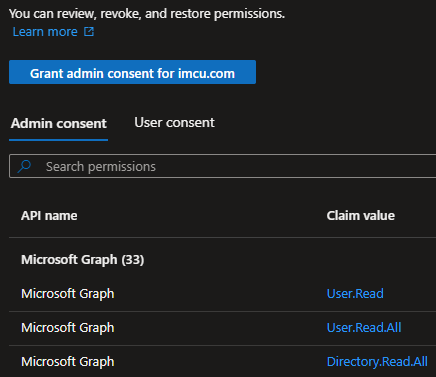 You can review, revoke, and restore permissions.
Learn more
Grant admin consent for imcu.com
Admin consent User consent
Search permissions
API name Claim value
Microsoft Graph (33)
Microsoft Graph User.Read
Microsoft Graph User.Read.All
Microsoft Graph Directory.Read.All